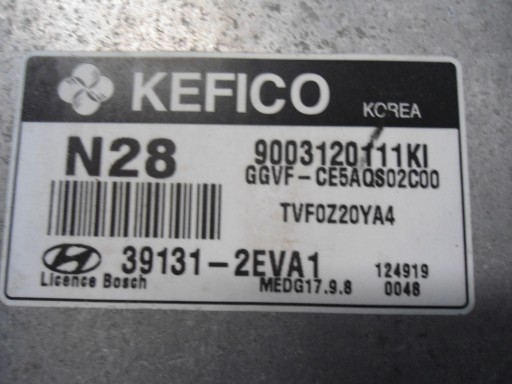 KEFICO KOREA
N28 9003120111KI
GGVF-CE5AQS02C00
TVF0Z20YA4
39131-2EVA1 124919
Licence Bosch MEDG17.9.8 0048